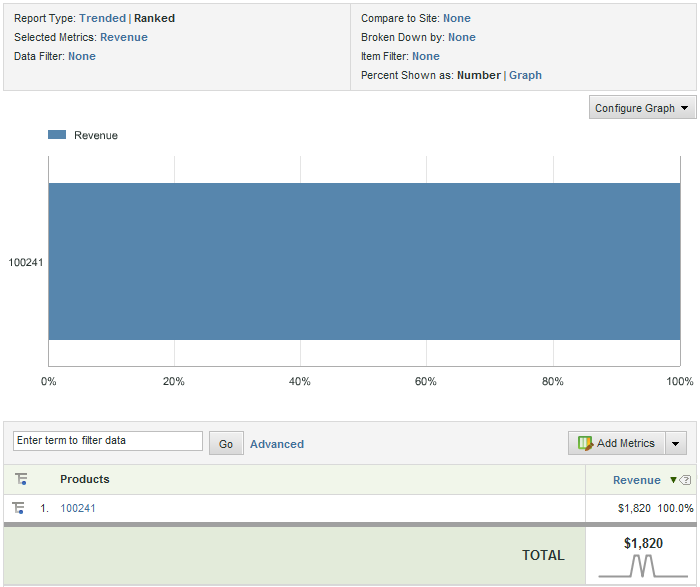 Report Type: Trended | Ranked
Selected Metrics: Revenue
Data Filter: None
Compare to Site: None
Broken Down by: None
Item Filter: None
Percent Shown as: Number | Graph
Configure Graph
Revenue
100241
0% 20% 40% 60% 80% 100%
Enter term to filter data Go Advanced Add Metrics
Products Revenue ?
1. 100241 $1,820 100.0%
TOTAL $1,820